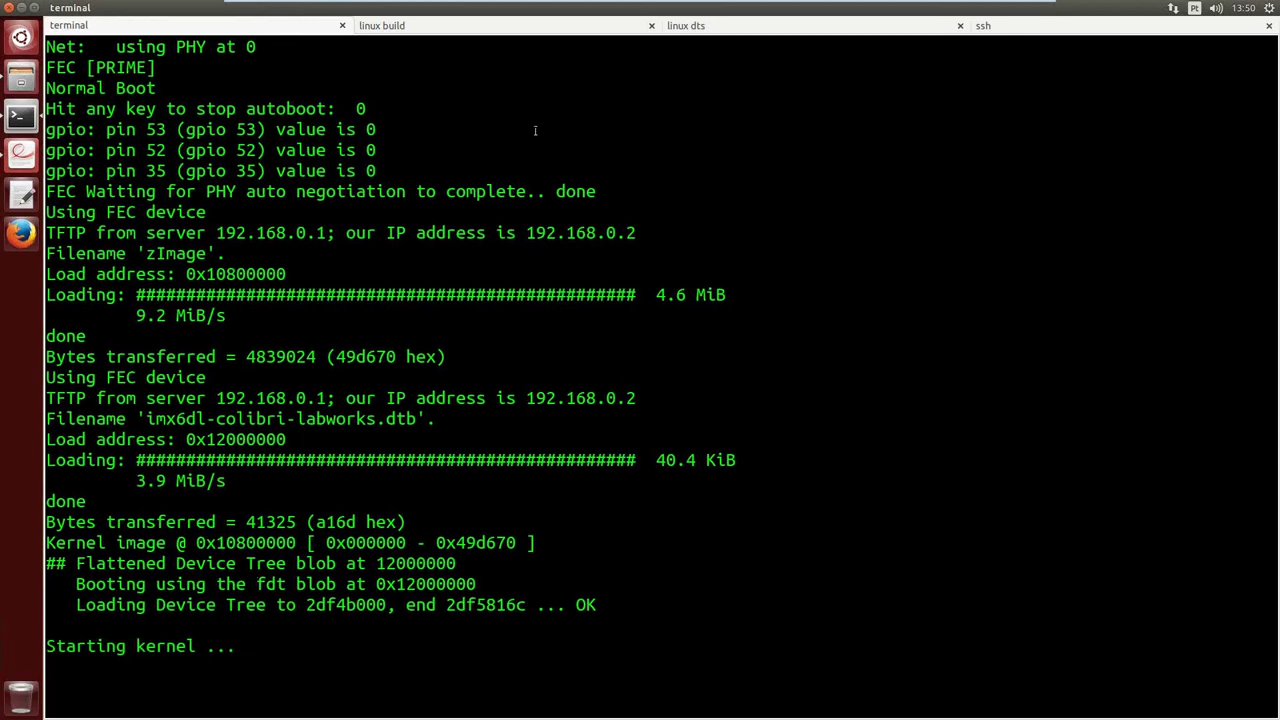 terminal
Pt
13:50
terminal
linux build
linux dts
ssh
Net:   using PHY at 0
FEC [PRIME]
Normal Boot
Hit any key to stop autoboot:  0
gpio: pin 53 (gpio 53) value is 0
gpio: pin 52 (gpio 52) value is 0
gpio: pin 35 (gpio 35) value is 0
FEC Waiting for PHY auto negotiation to complete.. done
Using FEC device
TFTP from server 192.168.0.1; our IP address is 192.168.0.2
Filename 'zImage'.
Load address: 0x10800000
Loading: ##################################################  4.6 MiB
         9.2 MiB/s
done
Bytes transferred = 4839024 (49d670 hex)
Using FEC device
TFTP from server 192.168.0.1; our IP address is 192.168.0.2
Filename 'imx6dl-colibri-labworks.dtb'.
Load address: 0x12000000
Loading: ##################################################  40.4 KiB
         3.9 MiB/s
done
Bytes transferred = 41325 (a16d hex)
Kernel image @ 0x10800000 [ 0x000000 - 0x49d670 ]
## Flattened Device Tree blob at 12000000
   Booting using the fdt blob at 0x12000000
   Loading Device Tree to 2df4b000, end 2df5816c ... OK
Starting kernel ...